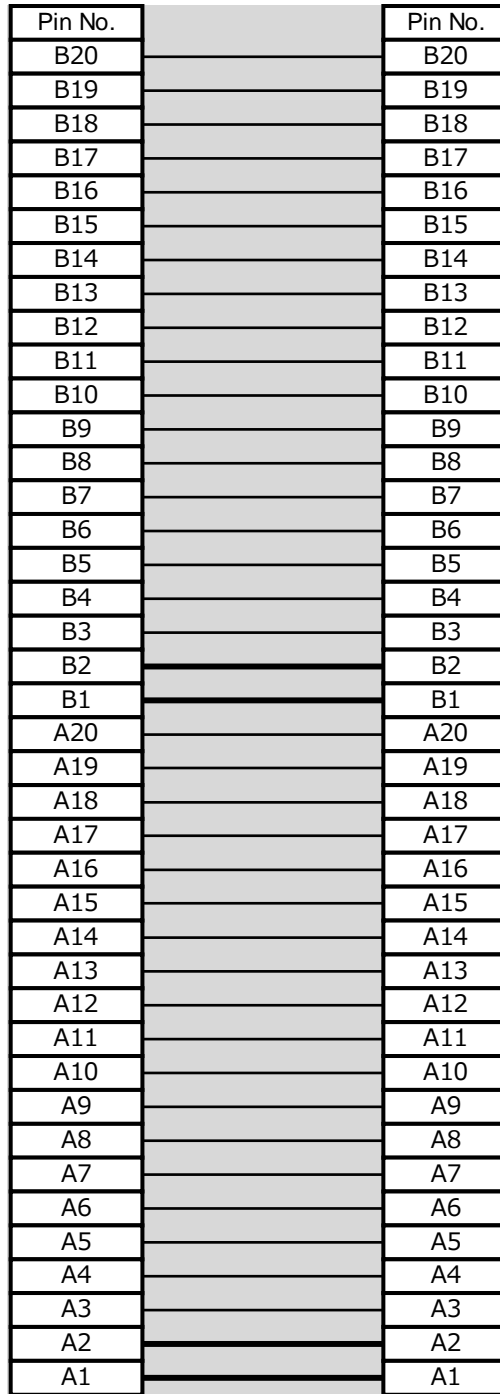 Pin No. Pin No.
B20 B20
B19 B19
B18 B18
B17 B17
B16 B16
B15 B15
B14 B14
B13 B13
B12 B12
B11 B11
B10 B10
B9 B9
B8 B8
B7 B7
B6 B6
B5 B5
B4 B4
B3 B3
B2 B2
B1 B1
A20 A20
A19 A19
A18 A18
A17 A17
A16 A16
A15 A15
A14 A14
A13 A13
A12 A12
A11 A11
A10 A10
A9 A9
A8 A8
A7 A7
A6 A6
A5 A5
A4 A4
A3 A3
A2 A2
A1 A1